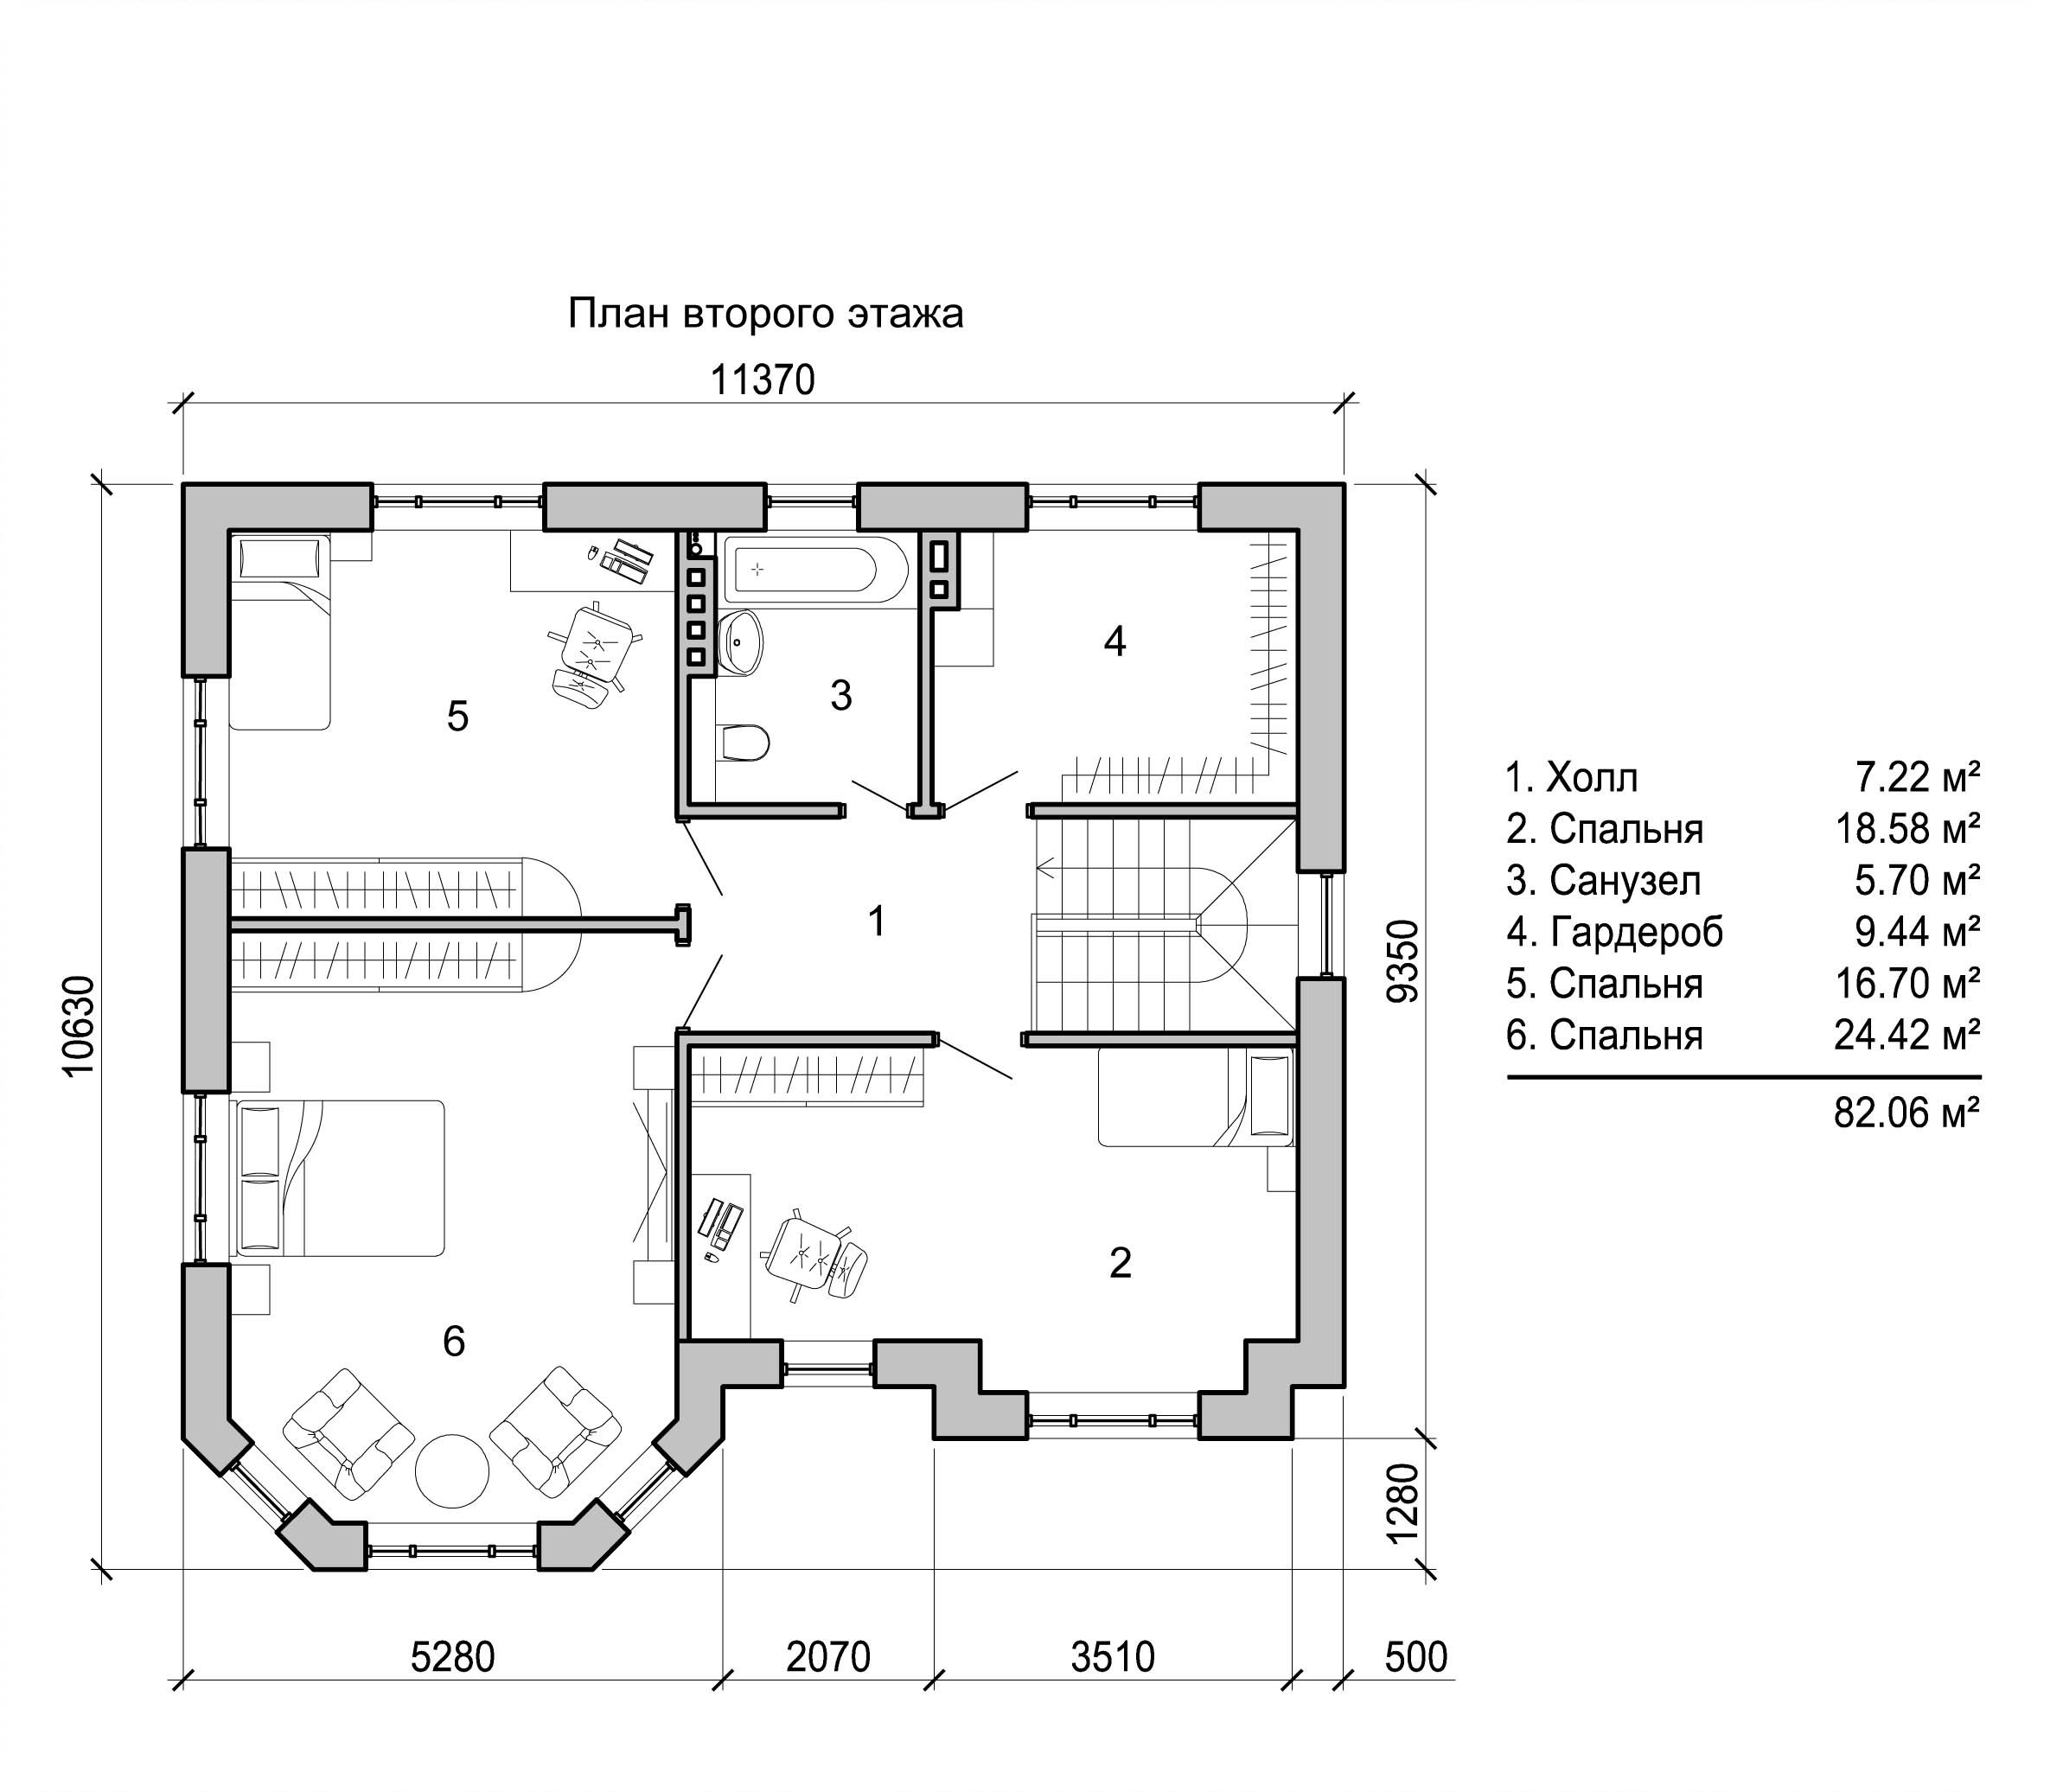 План второго этажа
11370
5
4
3
1
2
6
10630
9350
1280
1. Холл 7.22 м²
2. Спальня 18.58 м²
3. Санузел 5.70 м²
4. Гардероб 9.44 м²
5. Спальня 16.70 м²
6. Спальня 24.42 м²
82.06 м²
5280 2070 3510 500